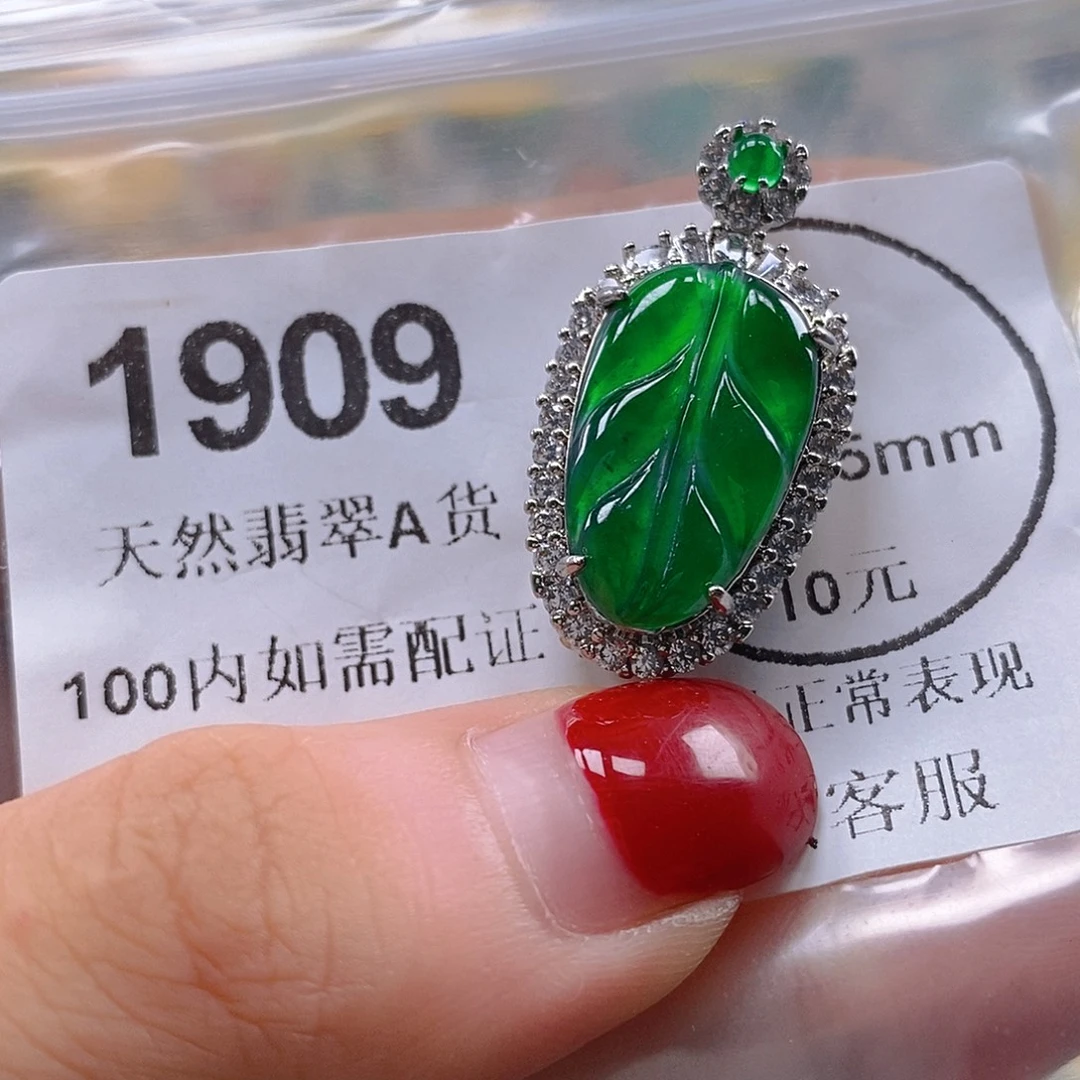 1909
天然翡翠A货
5mm
100内如需配证
10元
正常表现
客服